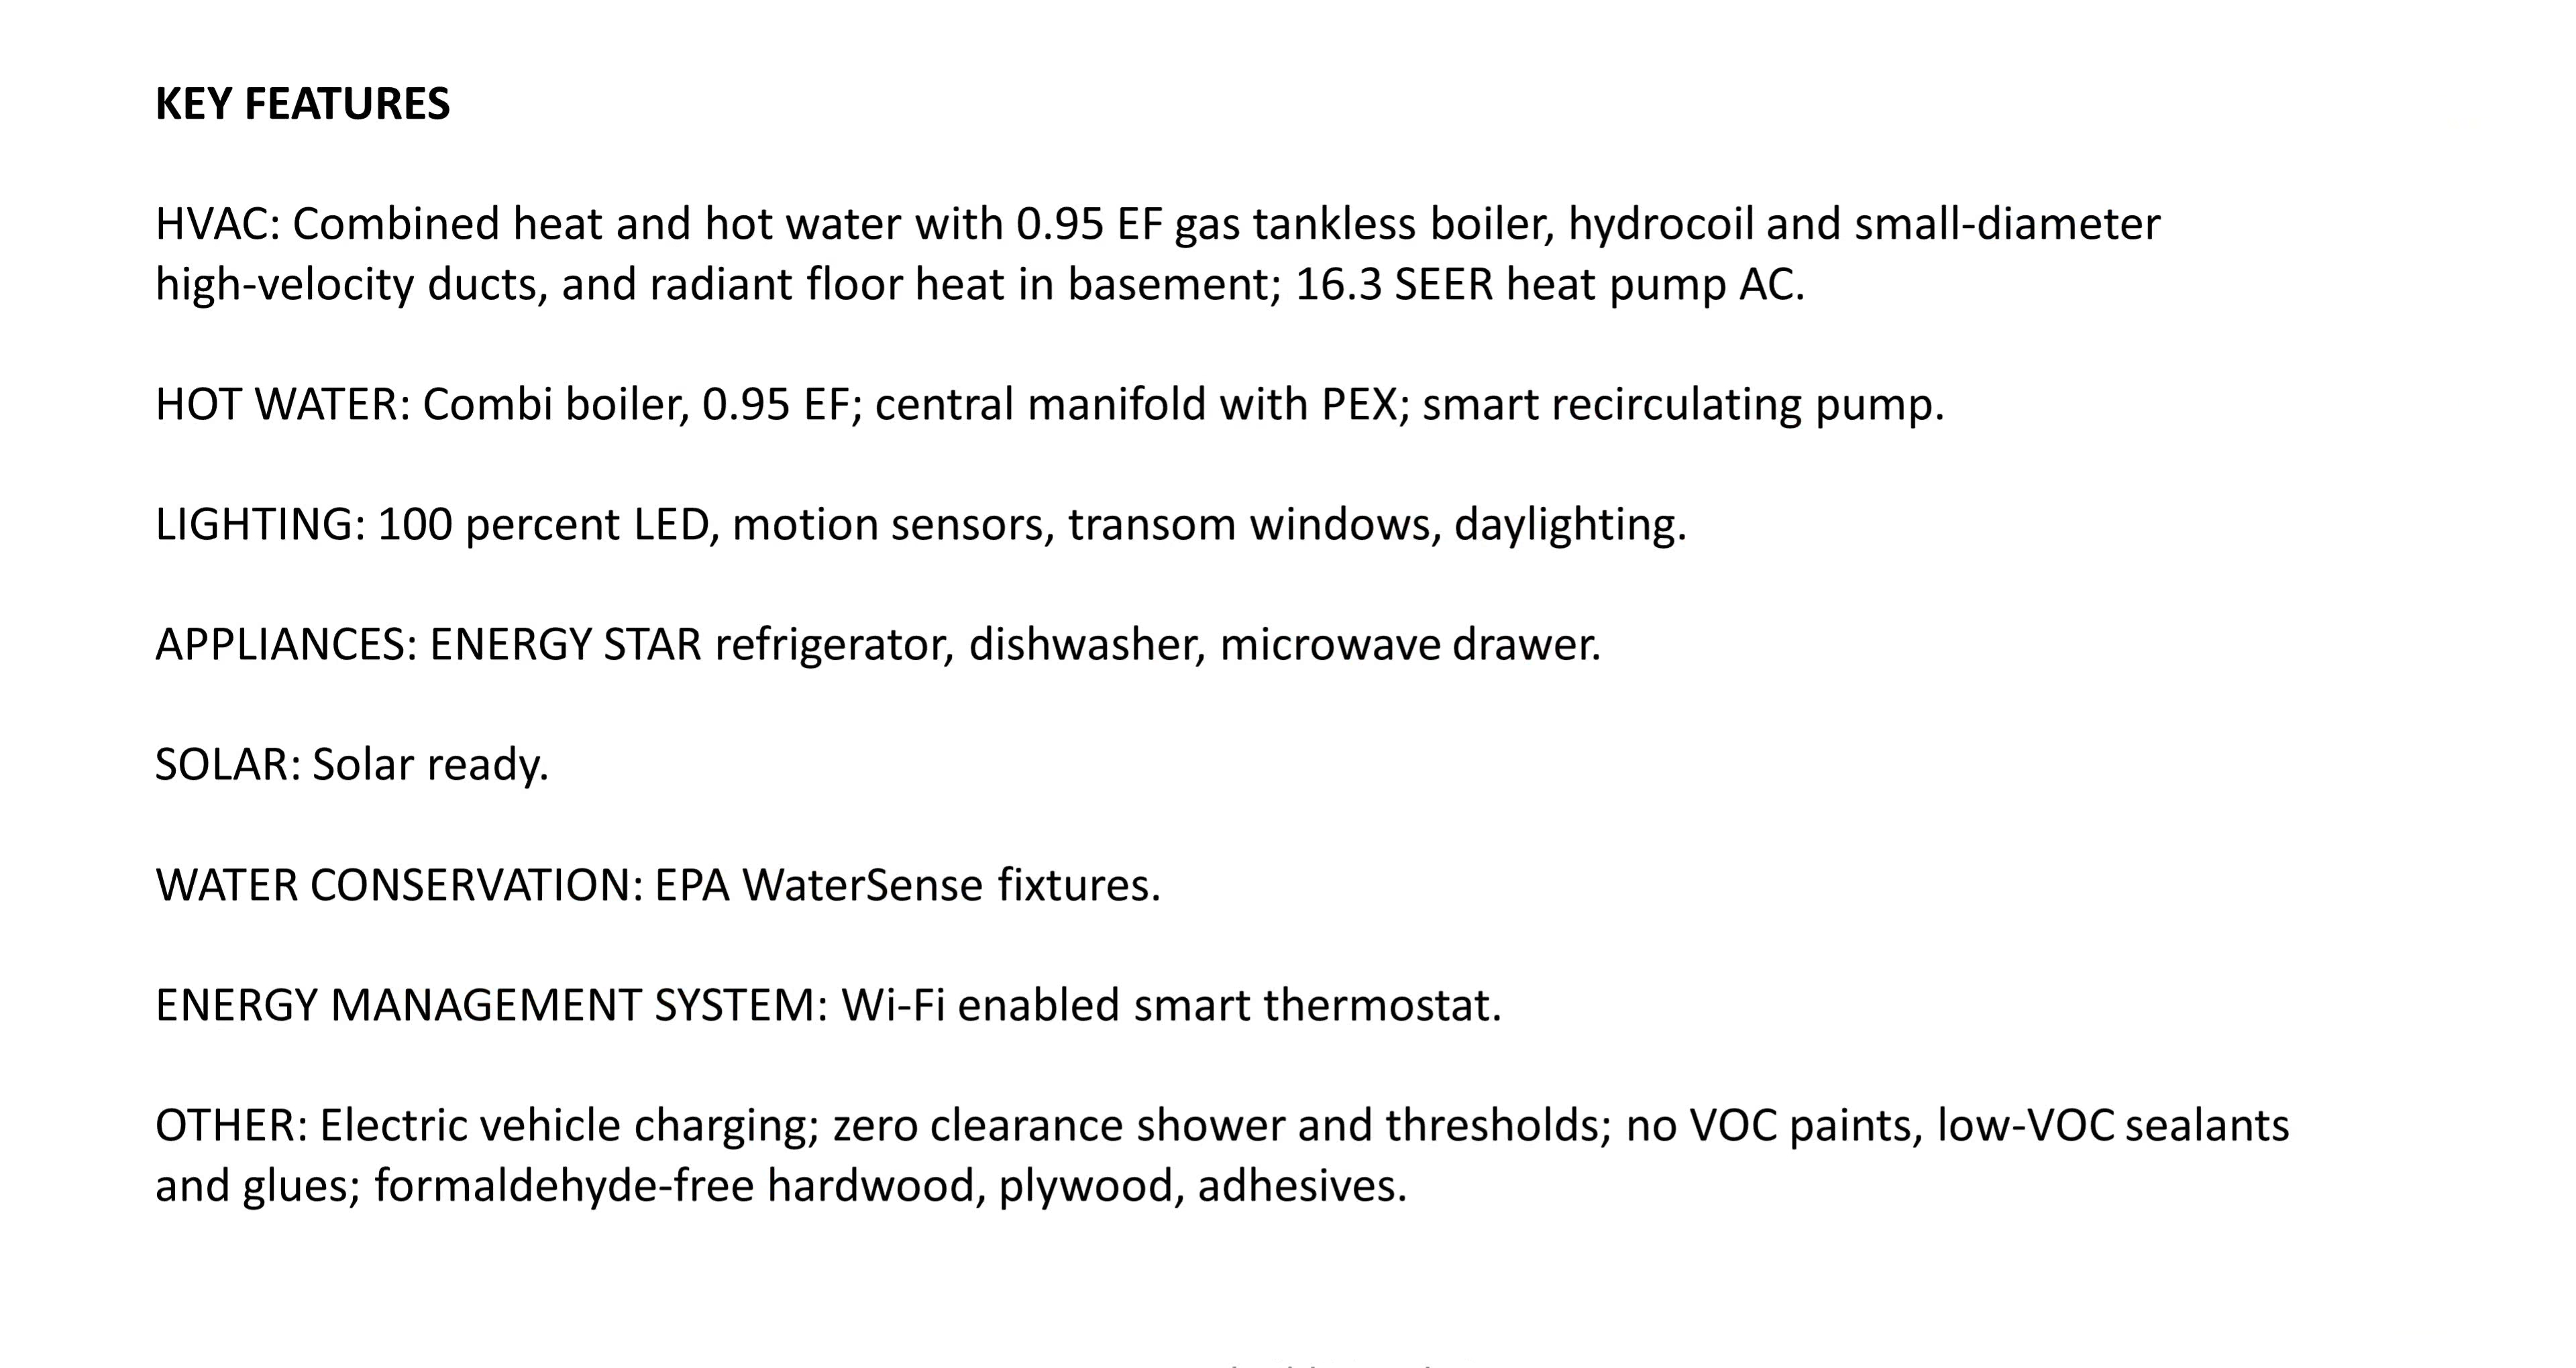 KEY FEATURES
HVAC: Combined heat and hot water with 0.95 EF gas tankless boiler, hydrocoil and small-diameter
high-velocity ducts, and radiant floor heat in basement; 16.3 SEER heat pump AC.
HOT WATER: Combi boiler, 0.95 EF; central manifold with PEX; smart recirculating pump.
LIGHTING: 100 percent LED, motion sensors, transom windows, daylighting.
APPLIANCES: ENERGY STAR refrigerator, dishwasher, microwave drawer.
SOLAR: Solar ready.
WATER CONSERVATION: EPA WaterSense fixtures.
ENERGY MANAGEMENT SYSTEM: Wi-Fi enabled smart thermostat.
OTHER: Electric vehicle charging; zero clearance shower and thresholds; no VOC paints, low-VOC sealants
and glues; formaldehyde-free hardwood, plywood, adhesives.